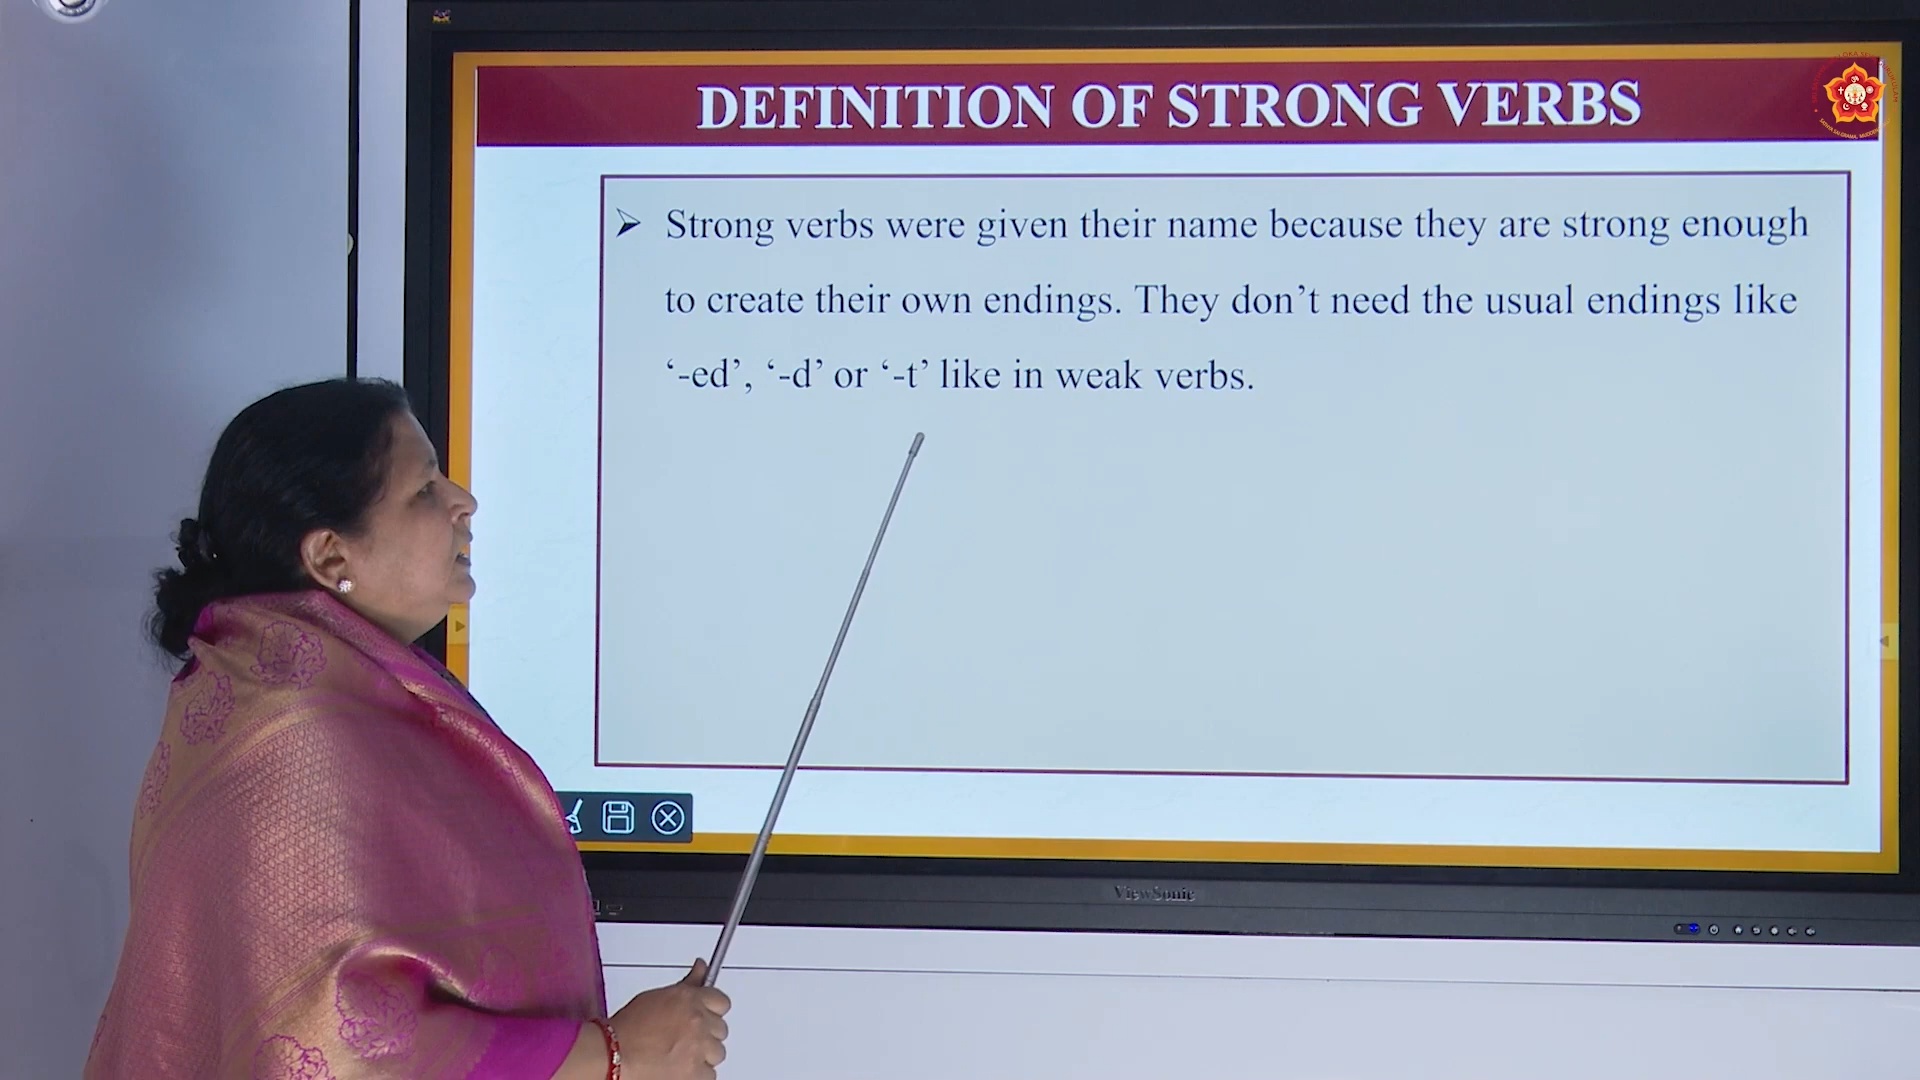 DEFINITION OF STRONG VERBS
➢ Strong verbs were given their name because they are strong enough
to create their own endings. They don’t need the usual endings like
‘-ed’, ‘-d’ or ‘-t’ like in weak verbs.
ViewSonic